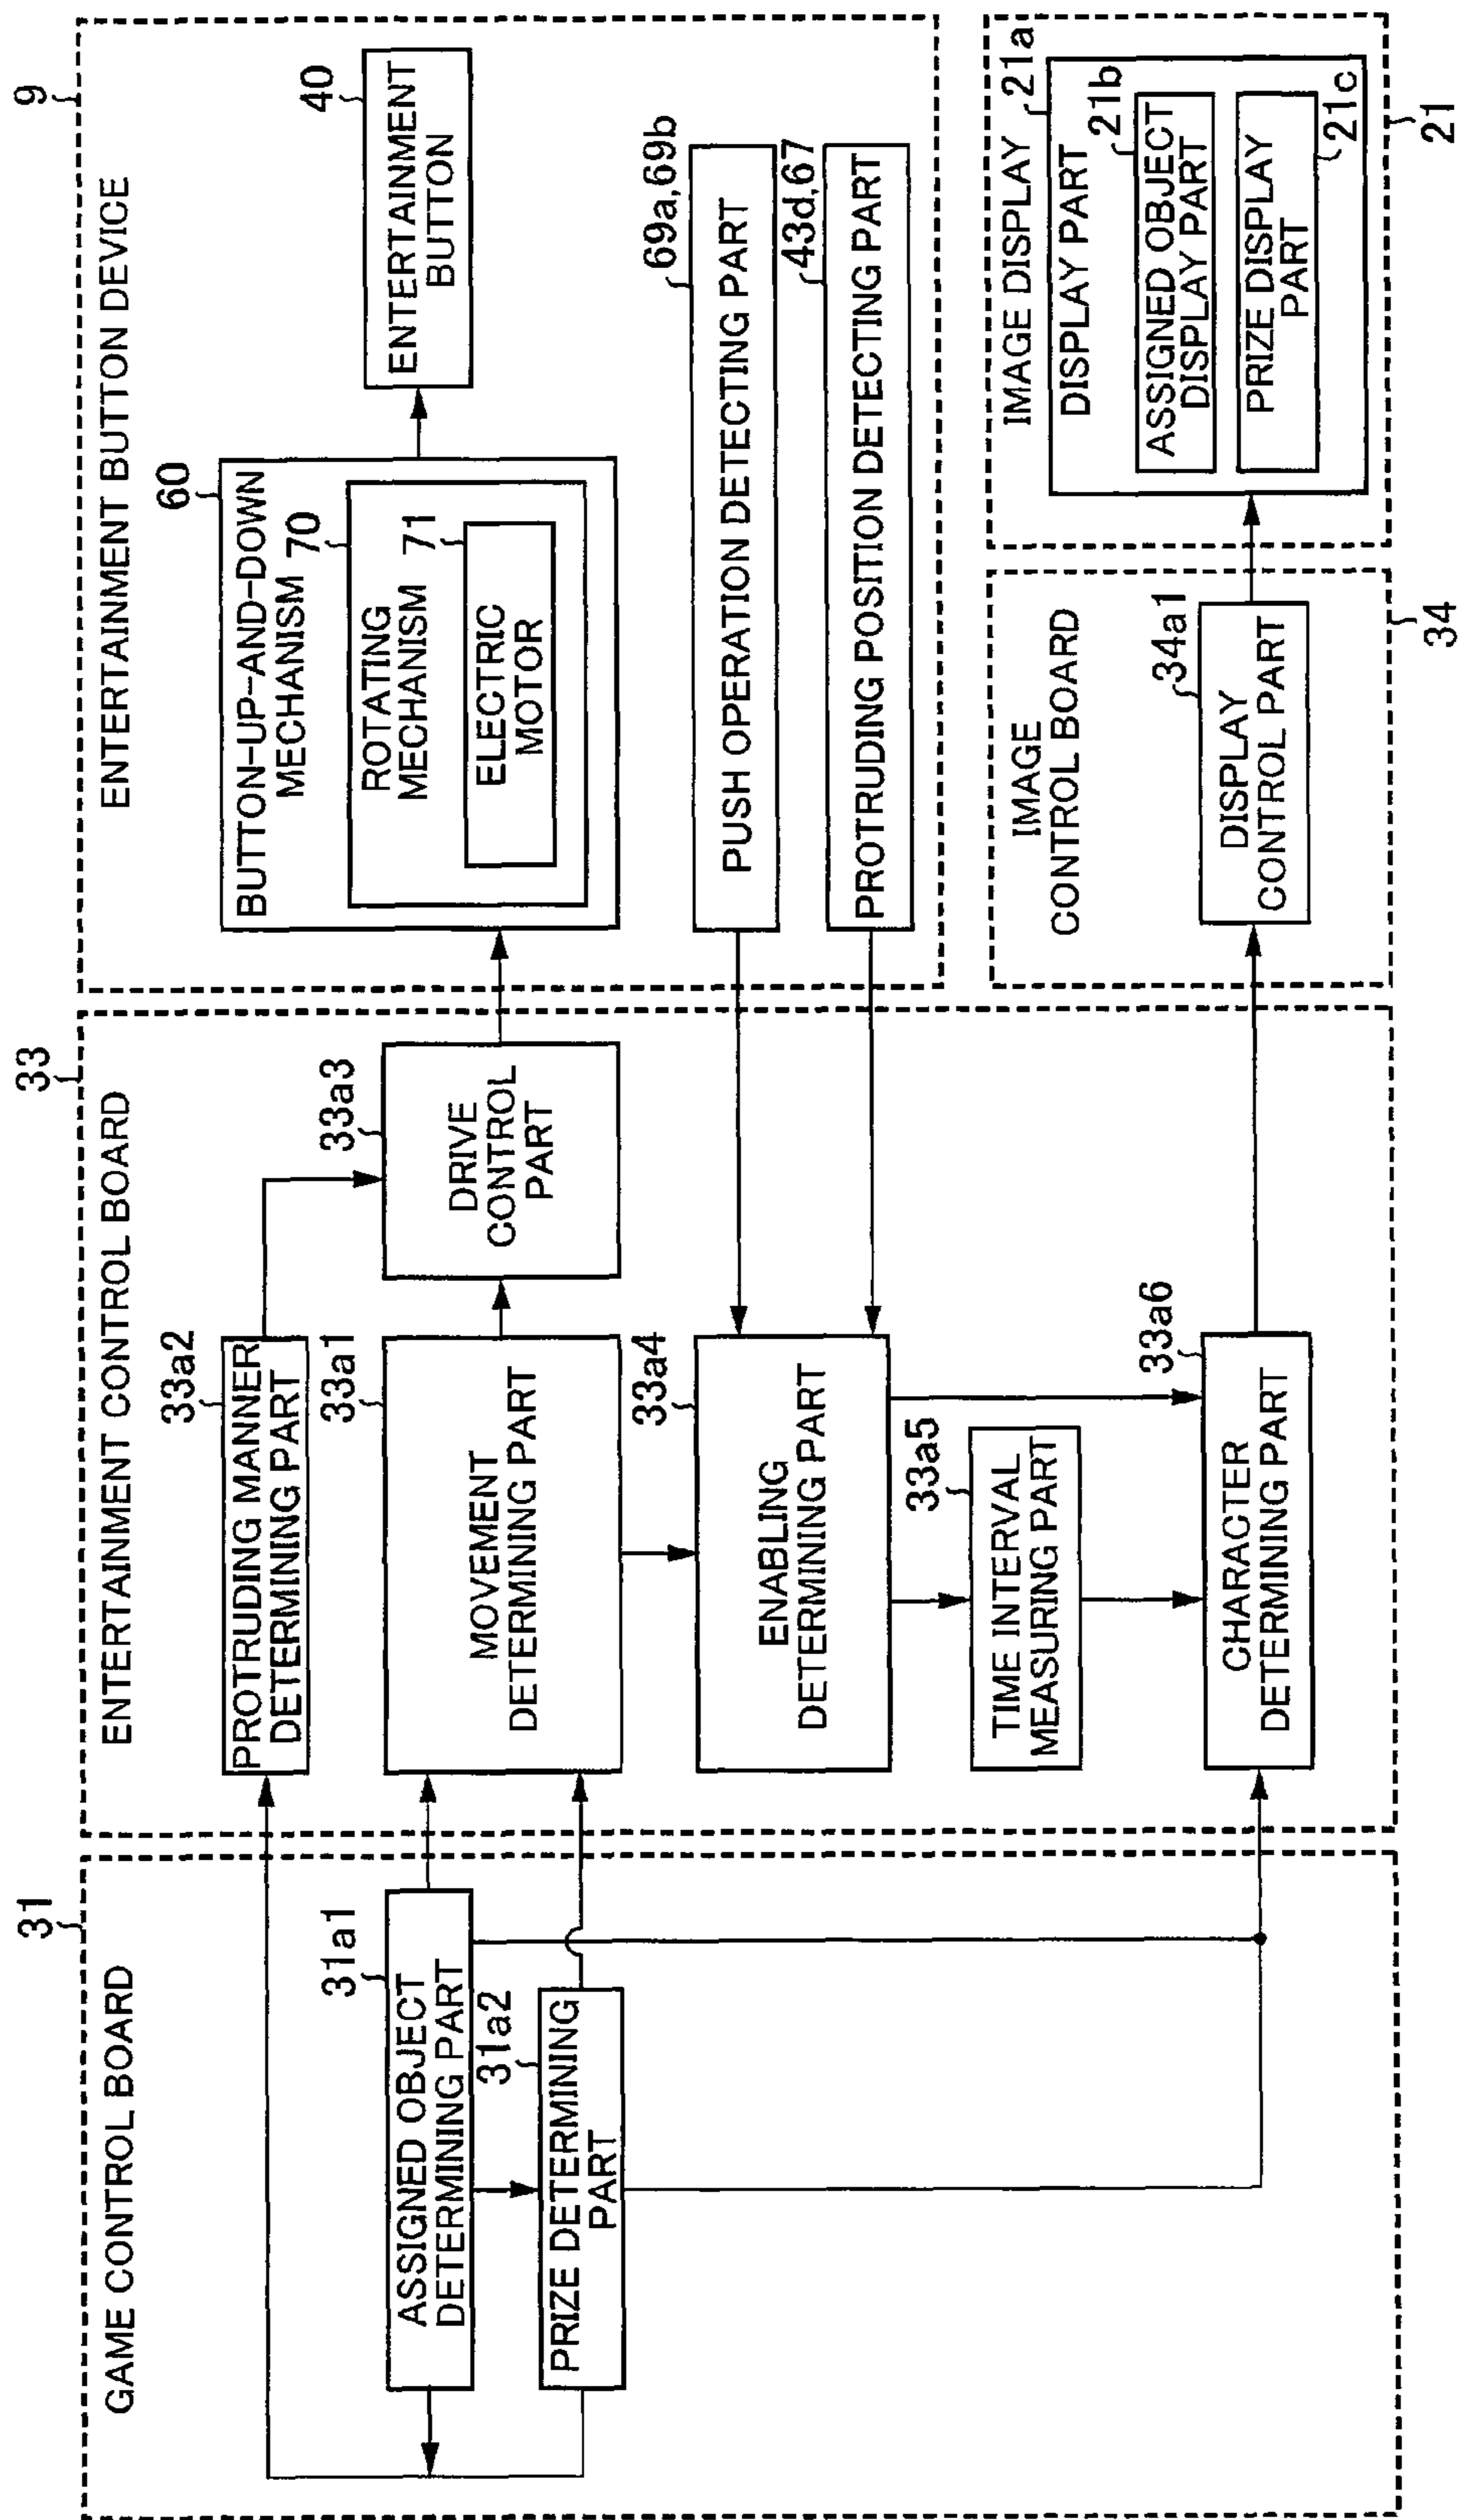 31
GAME CONTROL BOARD
31a1
ASSIGNED OBJECT
DETERMINING PART
31a2
PRIZE DETERMINING
PART
33
ENTERTAINMENT CONTROL BOARD
33a2
PROTRUDING MANNER
DETERMINING PART
33a1
MOVEMENT
DETERMINING PART
33a3
DRIVE
CONTROL
PART
33a4
ENABLING
DETERMINING PART
33a5
TIME INTERVAL
MEASURING PART
33a6
CHARACTER
DETERMINING PART
9
ENTERTAINMENT BUTTON DEVICE
60
BUTTON-UP-AND-DOWN
MECHANISM
70
ROTATING
MECHANISM
71
ELECTRIC
MOTOR
40
ENTERTAINMENT
BUTTON
69a,69b
PUSH OPERATION DETECTING PART
43d,67
PROTRUDING POSITION DETECTING PART
IMAGE
CONTROL BOARD
34a1
DISPLAY
CONTROL PART
34
IMAGE DISPLAY
21a
DISPLAY PART
21b
ASSIGNED OBJECT
DISPLAY PART
PRIZE DISPLAY
PART
21c
21